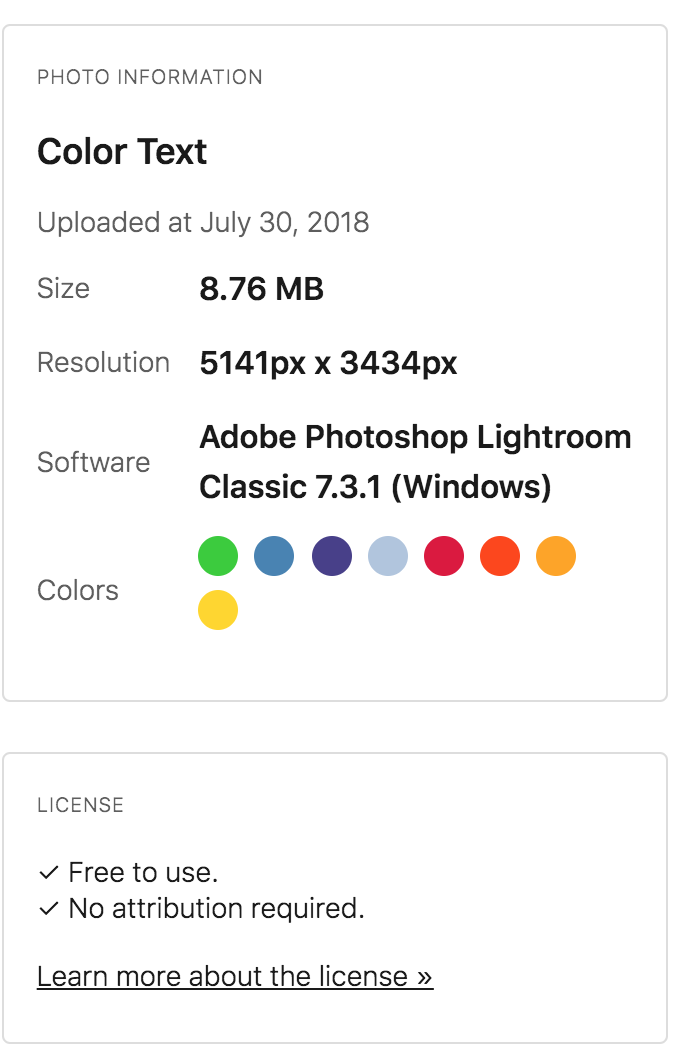 PHOTO INFORMATION
Color Text
Uploaded at July 30, 2018
Size 8.76 MB
Resolution 5141px x 3434px
Software Adobe Photoshop Lightroom
Classic 7.3.1 (Windows)
Colors
LICENSE
✓ Free to use.
✓ No attribution required.
Learn more about the license »